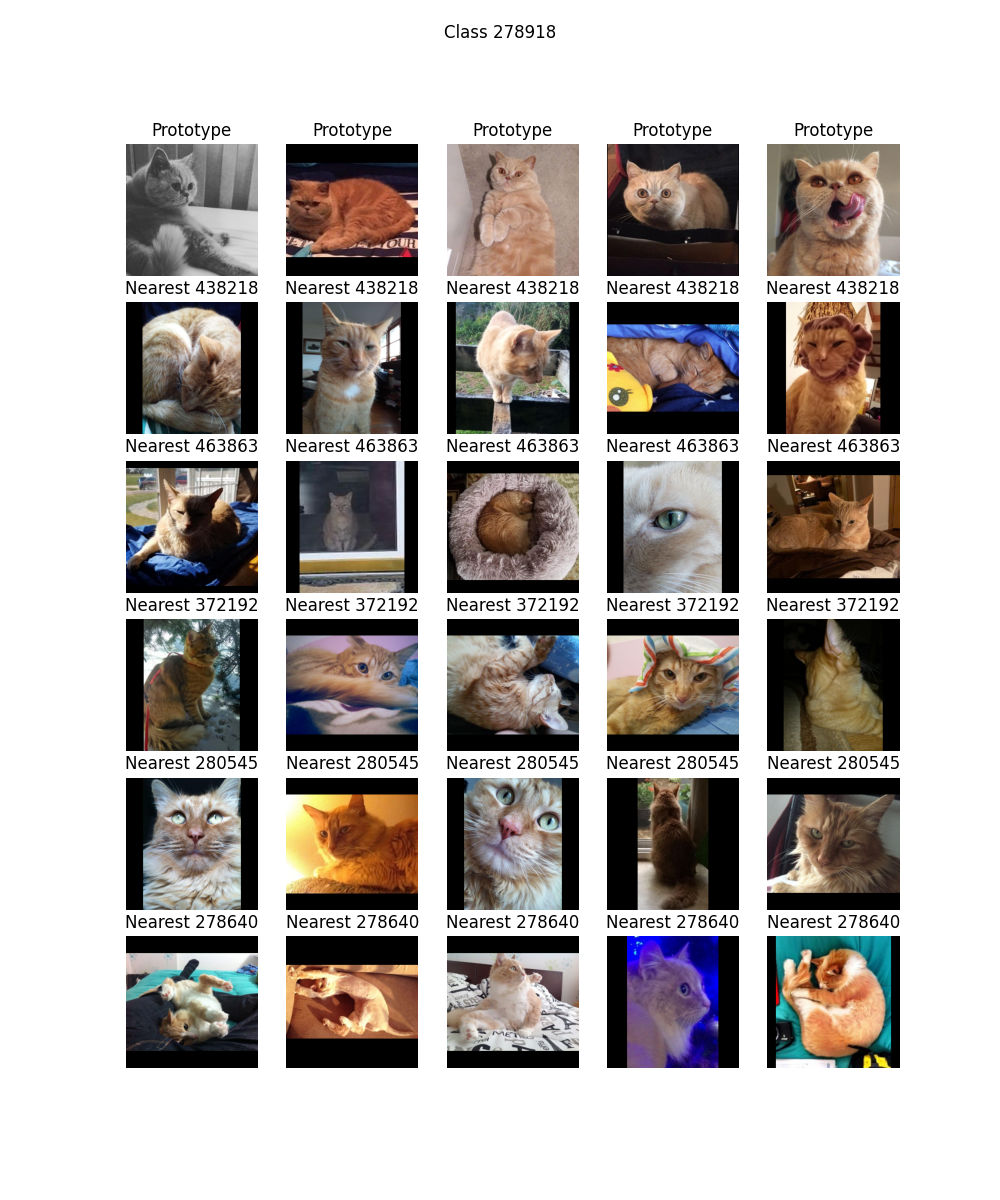 Class 278918
Prototype Prototype Prototype Prototype Prototype
Nearest 438218 Nearest 438218 Nearest 438218 Nearest 438218 Nearest 438218
Nearest 463863 Nearest 463863 Nearest 463863 Nearest 463863 Nearest 463863
Nearest 372192 Nearest 372192 Nearest 372192 Nearest 372192 Nearest 372192
Nearest 280545 Nearest 280545 Nearest 280545 Nearest 280545 Nearest 280545
Nearest 278640 Nearest 278640 Nearest 278640 Nearest 278640 Nearest 278640